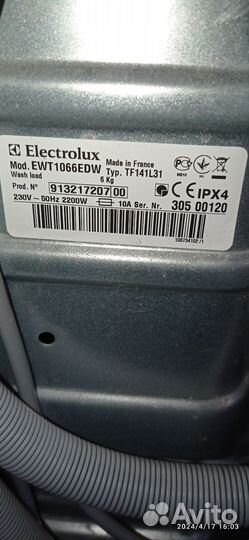 Electrolux
Made in France
Mod. EWT1066EDW Typ. TF141L31
Wash load 6 Kg
Prod. N° 913217207 00
IPX4
230V ~ 50Hz 2200W 10A Ser. Nr. 305 00120
2024/4/17 16:03
Avito